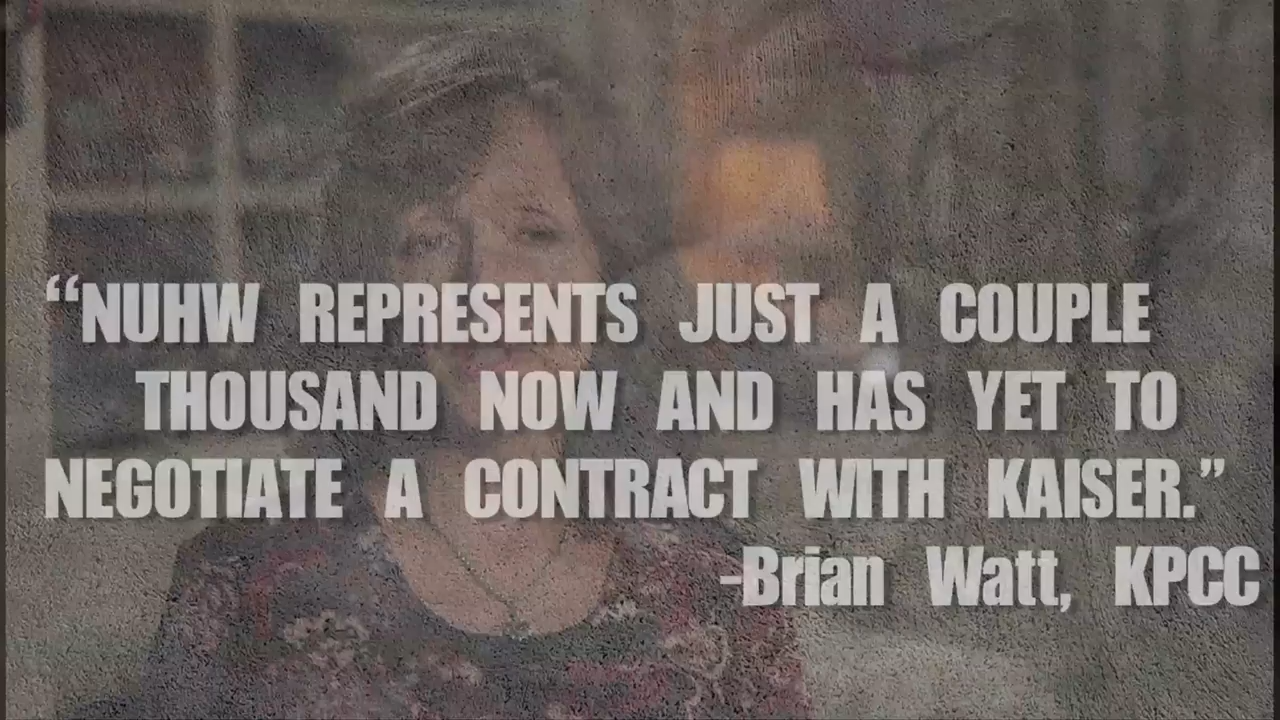 “NUHW REPRESENTS JUST A COUPLE
THOUSAND NOW AND HAS YET TO
NEGOTIATE A CONTRACT WITH KAISER.”
-Brian Watt, KPCC